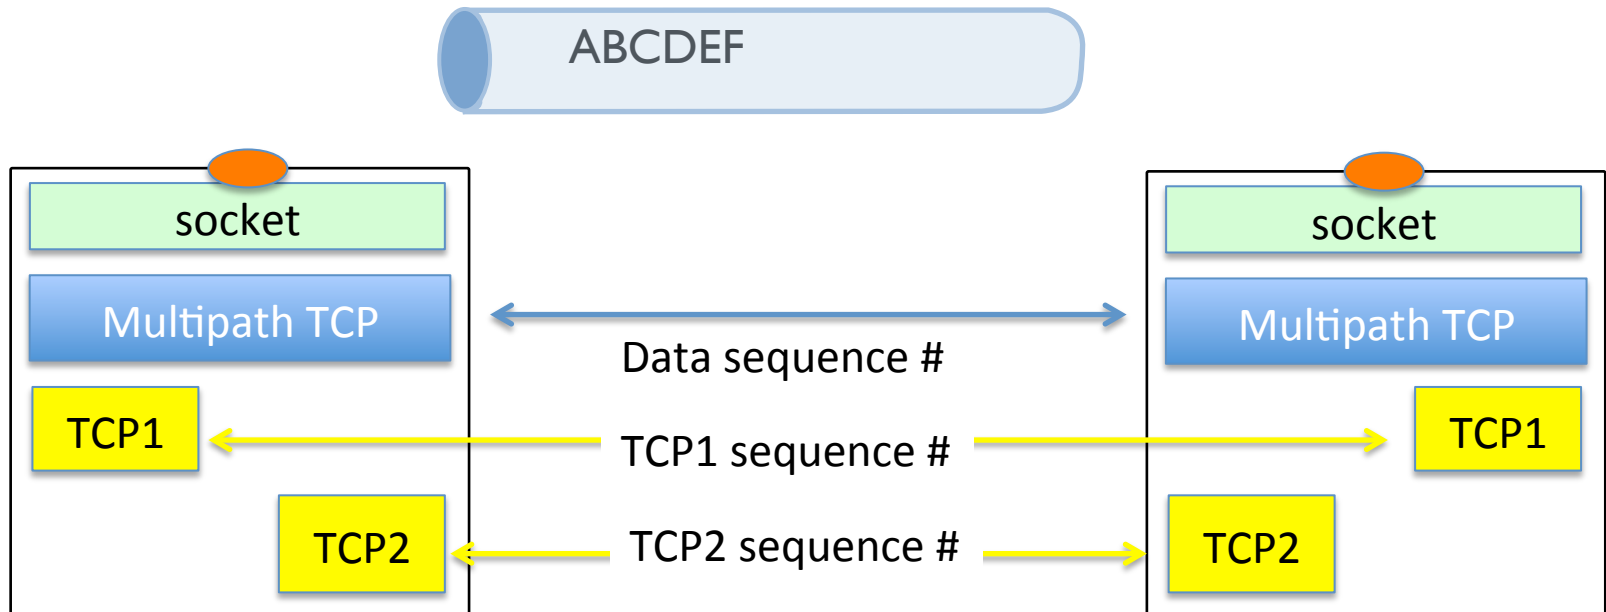 ABCDEF
socket
socket
Multipath TCP
Multipath TCP
Data sequence #
TCP1
TCP1 sequence #
TCP1
TCP2
TCP2 sequence #
TCP2